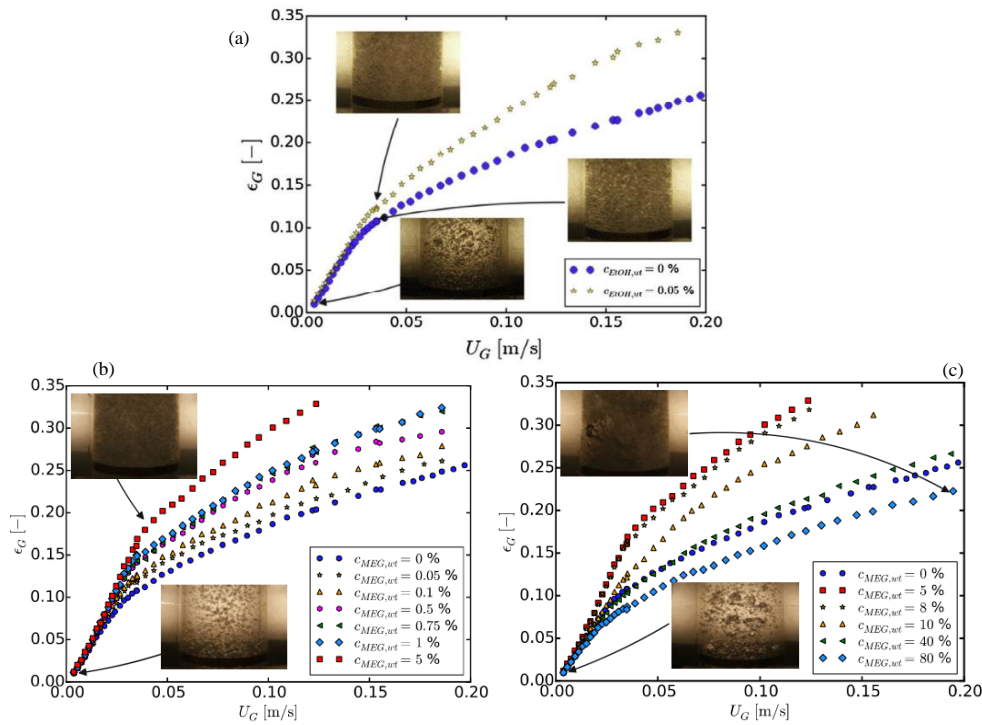 (a)
0.35
0.30
0.25
0.20
0.15
0.10
0.05
0.00
ϵ_G [−]
c_EtOH,wt = 0 %
c_EtOH,wt − 0.05 %
0.00 0.05 0.10 0.15 0.20
U_G [m/s]
(b)
0.35
0.30
0.25
0.20
0.15
0.10
0.05
0.00
ϵ_G [−]
c_MEG,wt = 0 %
c_MEG,wt = 0.05 %
c_MEG,wt = 0.1 %
c_MEG,wt = 0.5 %
c_MEG,wt = 0.75 %
c_MEG,wt = 1 %
c_MEG,wt = 5 %
0.00 0.05 0.10 0.15 0.20
U_G [m/s]
(c)
0.35
0.30
0.25
0.20
0.15
0.10
0.05
0.00
ϵ_G [−]
c_MEG,wt = 0 %
c_MEG,wt = 5 %
c_MEG,wt = 8 %
c_MEG,wt = 10 %
c_MEG,wt = 40 %
c_MEG,wt = 80 %
0.00 0.05 0.10 0.15 0.20
U_G [m/s]